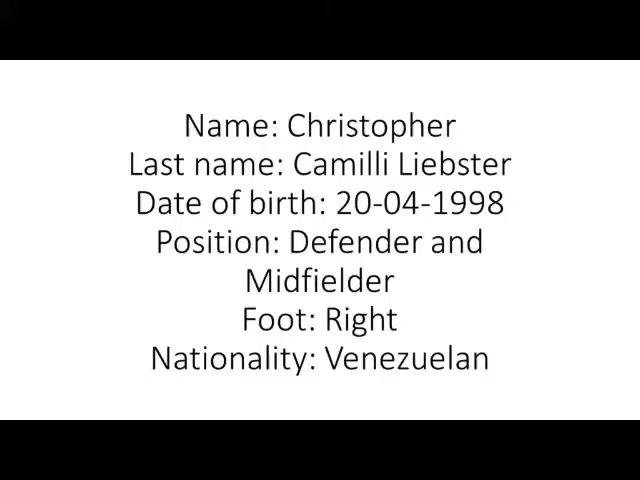 Name: Christopher
Last name: Camilli Liebster
Date of birth: 20-04-1998
Position: Defender and
Midfielder
Foot: Right
Nationality: Venezuelan